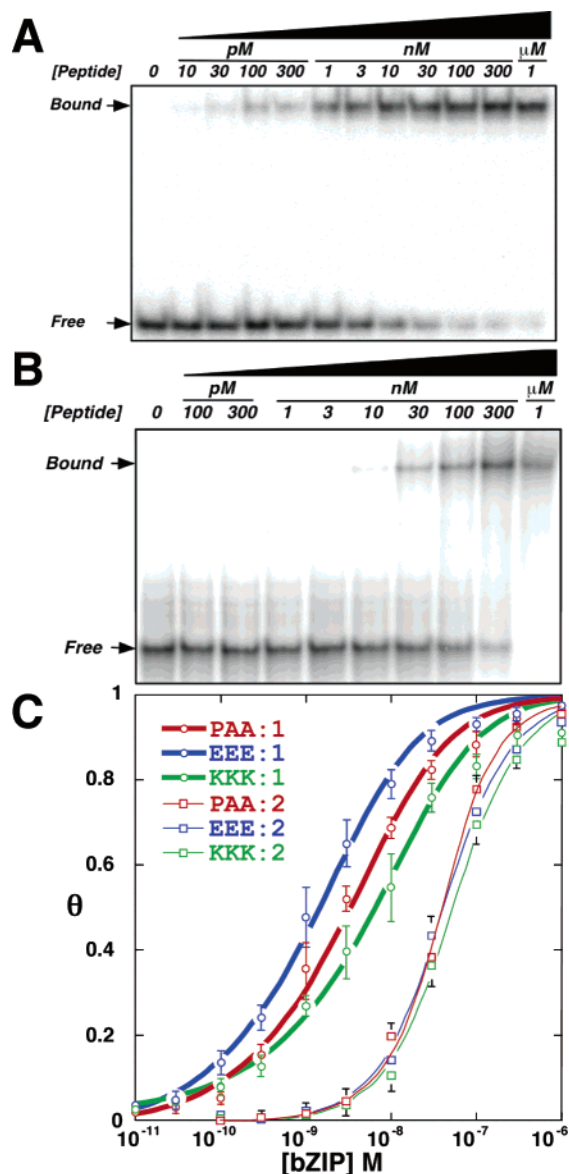 A
pM nM μM
[Peptide] 0 10 30 100 300 1 3 10 30 100 300 1
Bound
Free
B
pM nM μM
[Peptide] 0 100 300 1 3 10 30 100 300 1
Bound
Free
C
1
0.8
0.6
0.4
0.2
0
θ
PAA:1
EEE:1
KKK:1
PAA:2
EEE:2
KKK:2
10⁻¹¹ 10⁻¹⁰ 10⁻⁹ 10⁻⁸ 10⁻⁷ 10⁻⁶
[bZIP] M